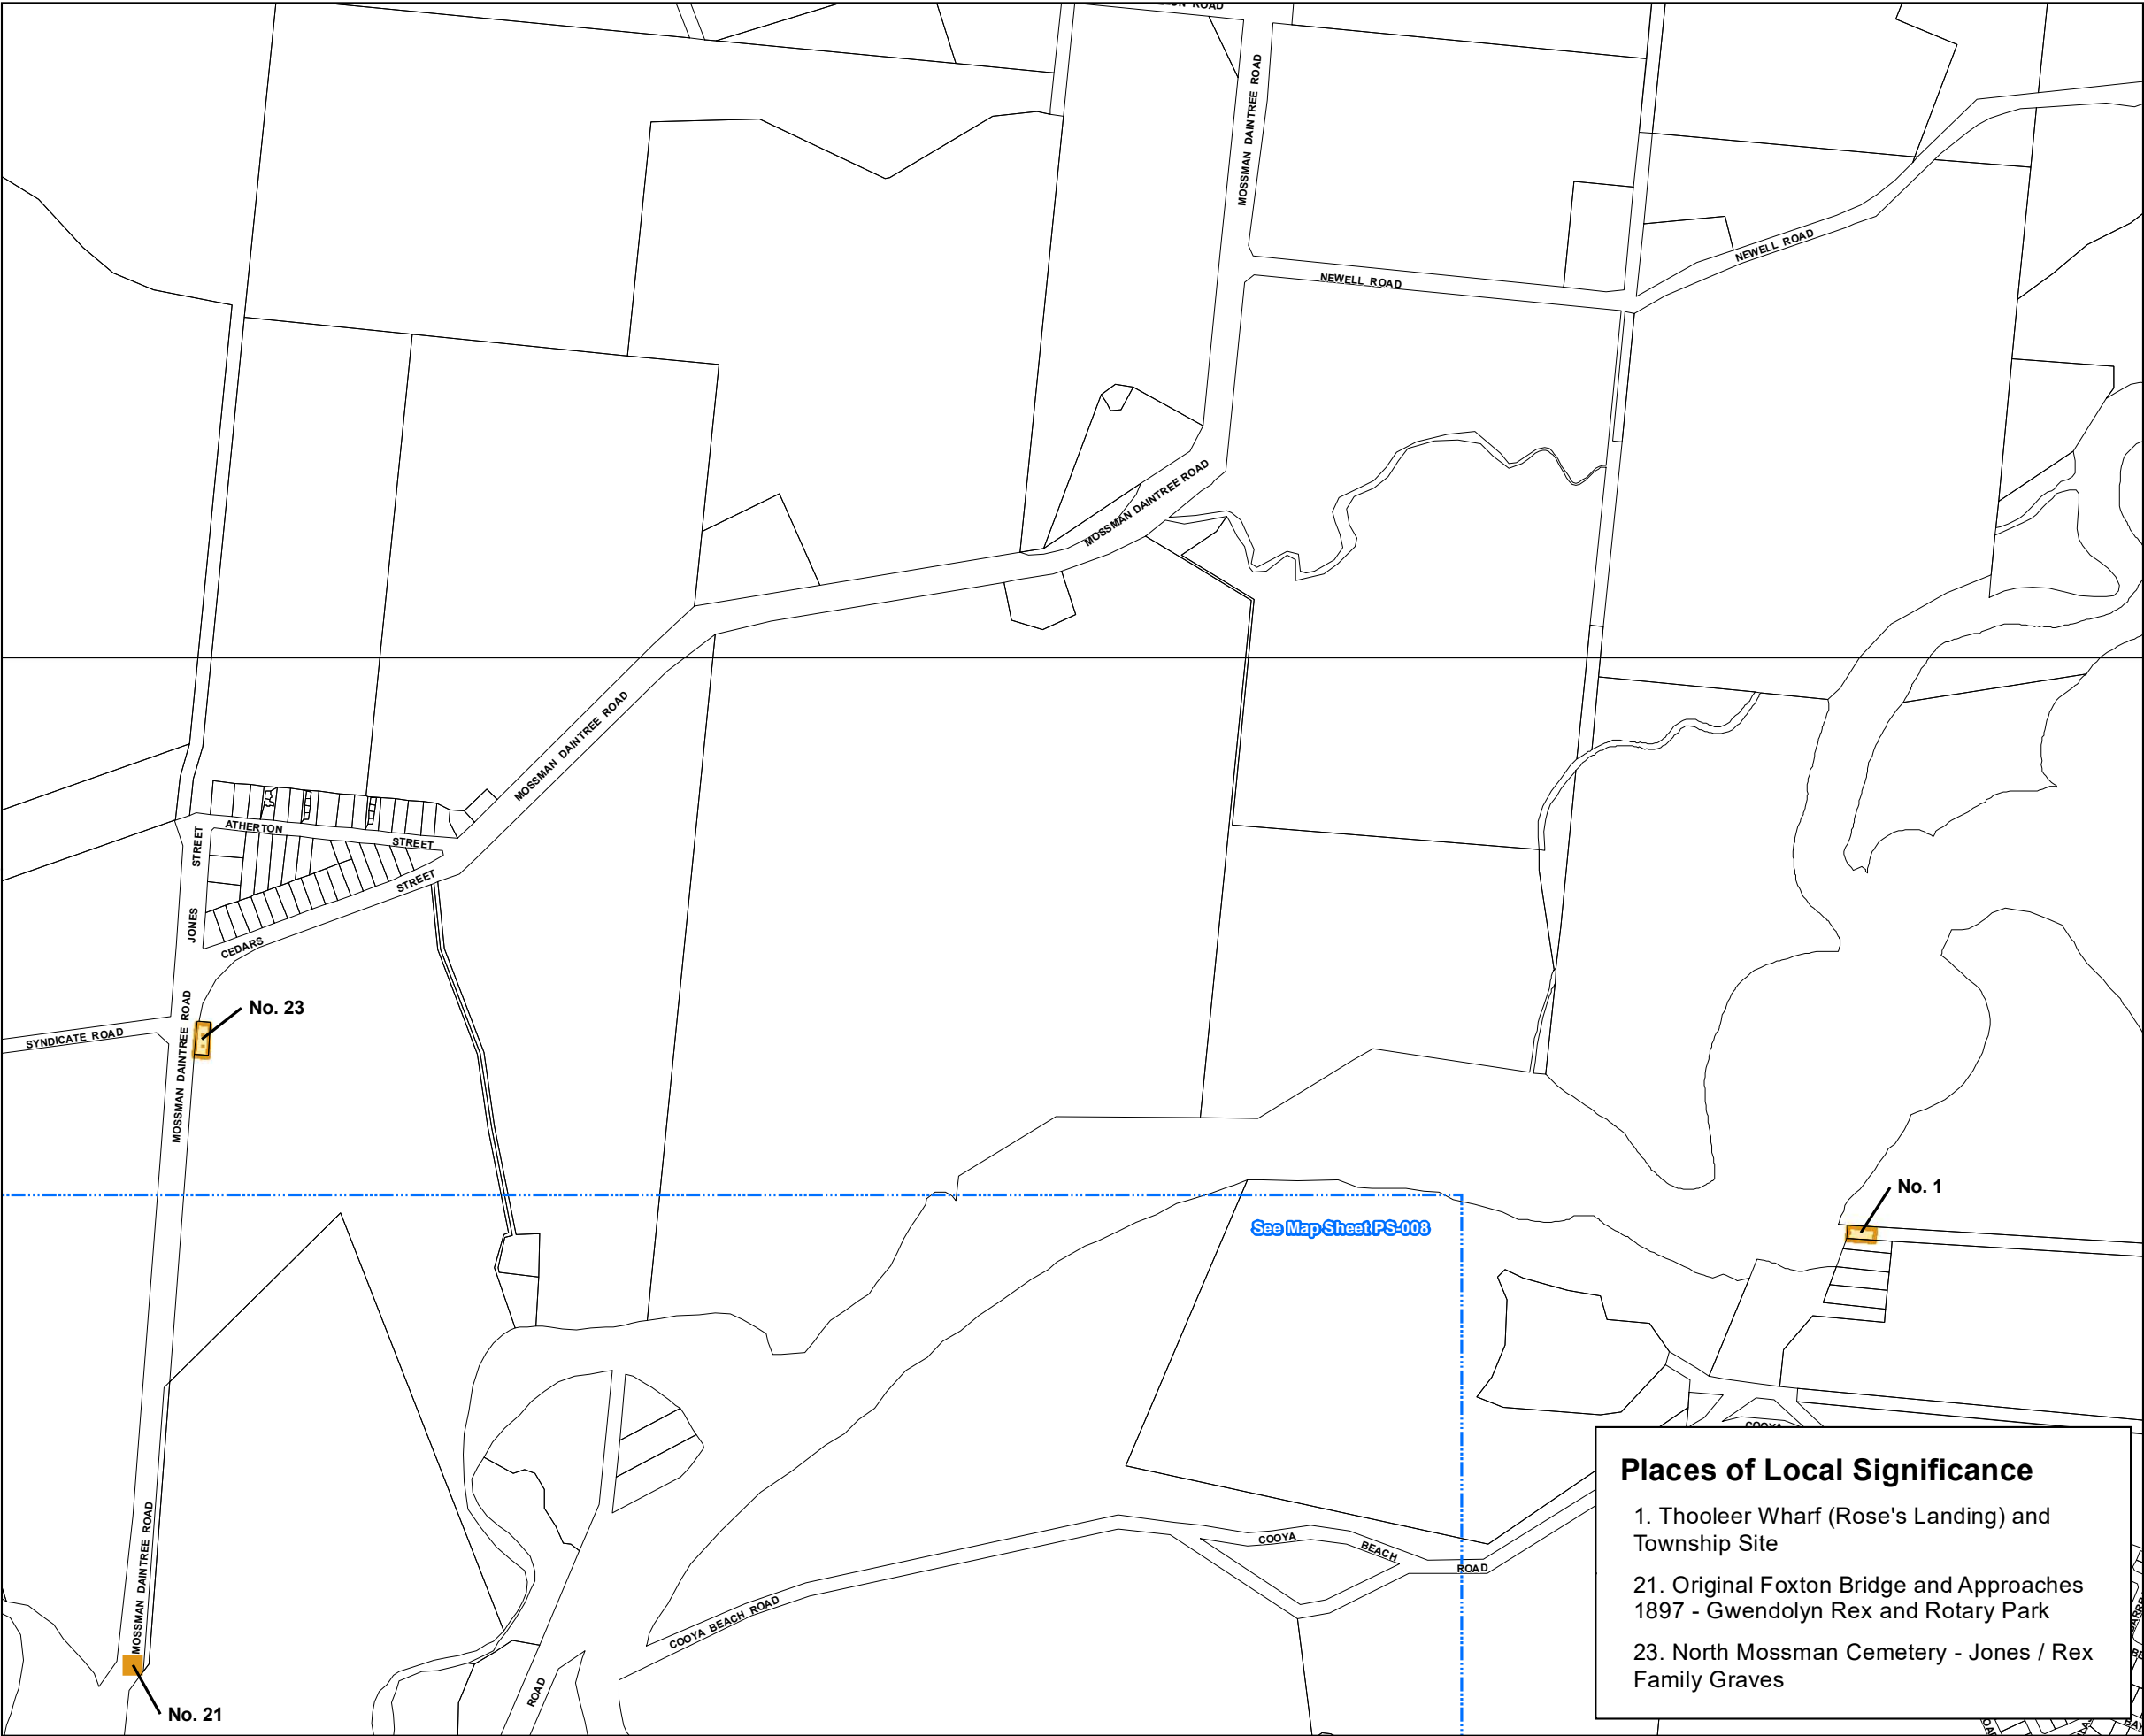 MOSSMAN DAINTREE ROAD
NEWELL ROAD
NEWELL ROAD
MOSSMAN DAINTREE ROAD
MOSSMAN DAINTREE ROAD
ATHERTON
STREET
STREET
JONES
STREET
CEDARS
No. 23
MOSSMAN DAINTREE ROAD
SYNDICATE ROAD
No. 1
See Map Sheet PS-008
COOYA
COOYA
BEACH
ROAD
COOYA BEACH ROAD
MOSSMAN DAINTREE ROAD
ROAD
No. 21
Places of Local Significance
1. Thooleer Wharf (Rose's Landing) and
Township Site
21. Original Foxton Bridge and Approaches
1897 - Gwendolyn Rex and Rotary Park
23. North Mossman Cemetery - Jones / Rex
Family Graves